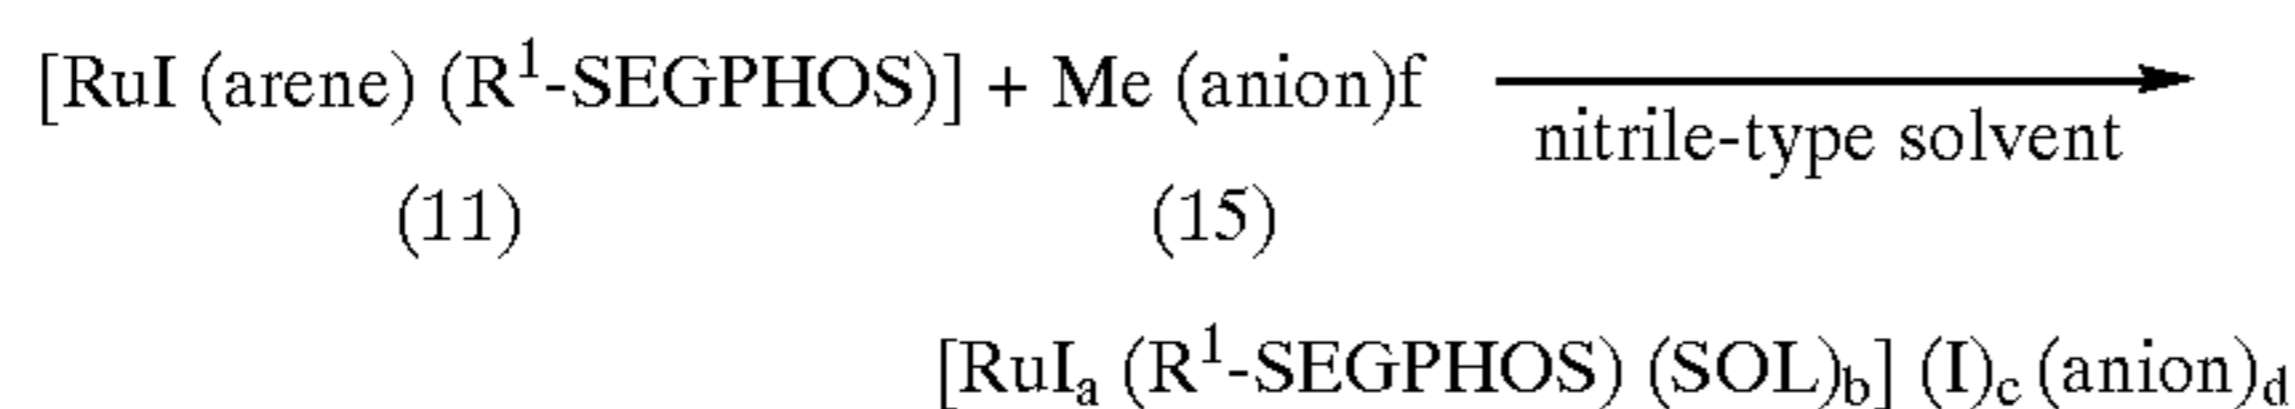 [RuI (arene) (R¹-SEGPHOS)] + Me (anion)f
nitrile-type solvent
(11) (15)
[RuIₐ (R¹-SEGPHOS) (SOL)b] (I)c (anion)d